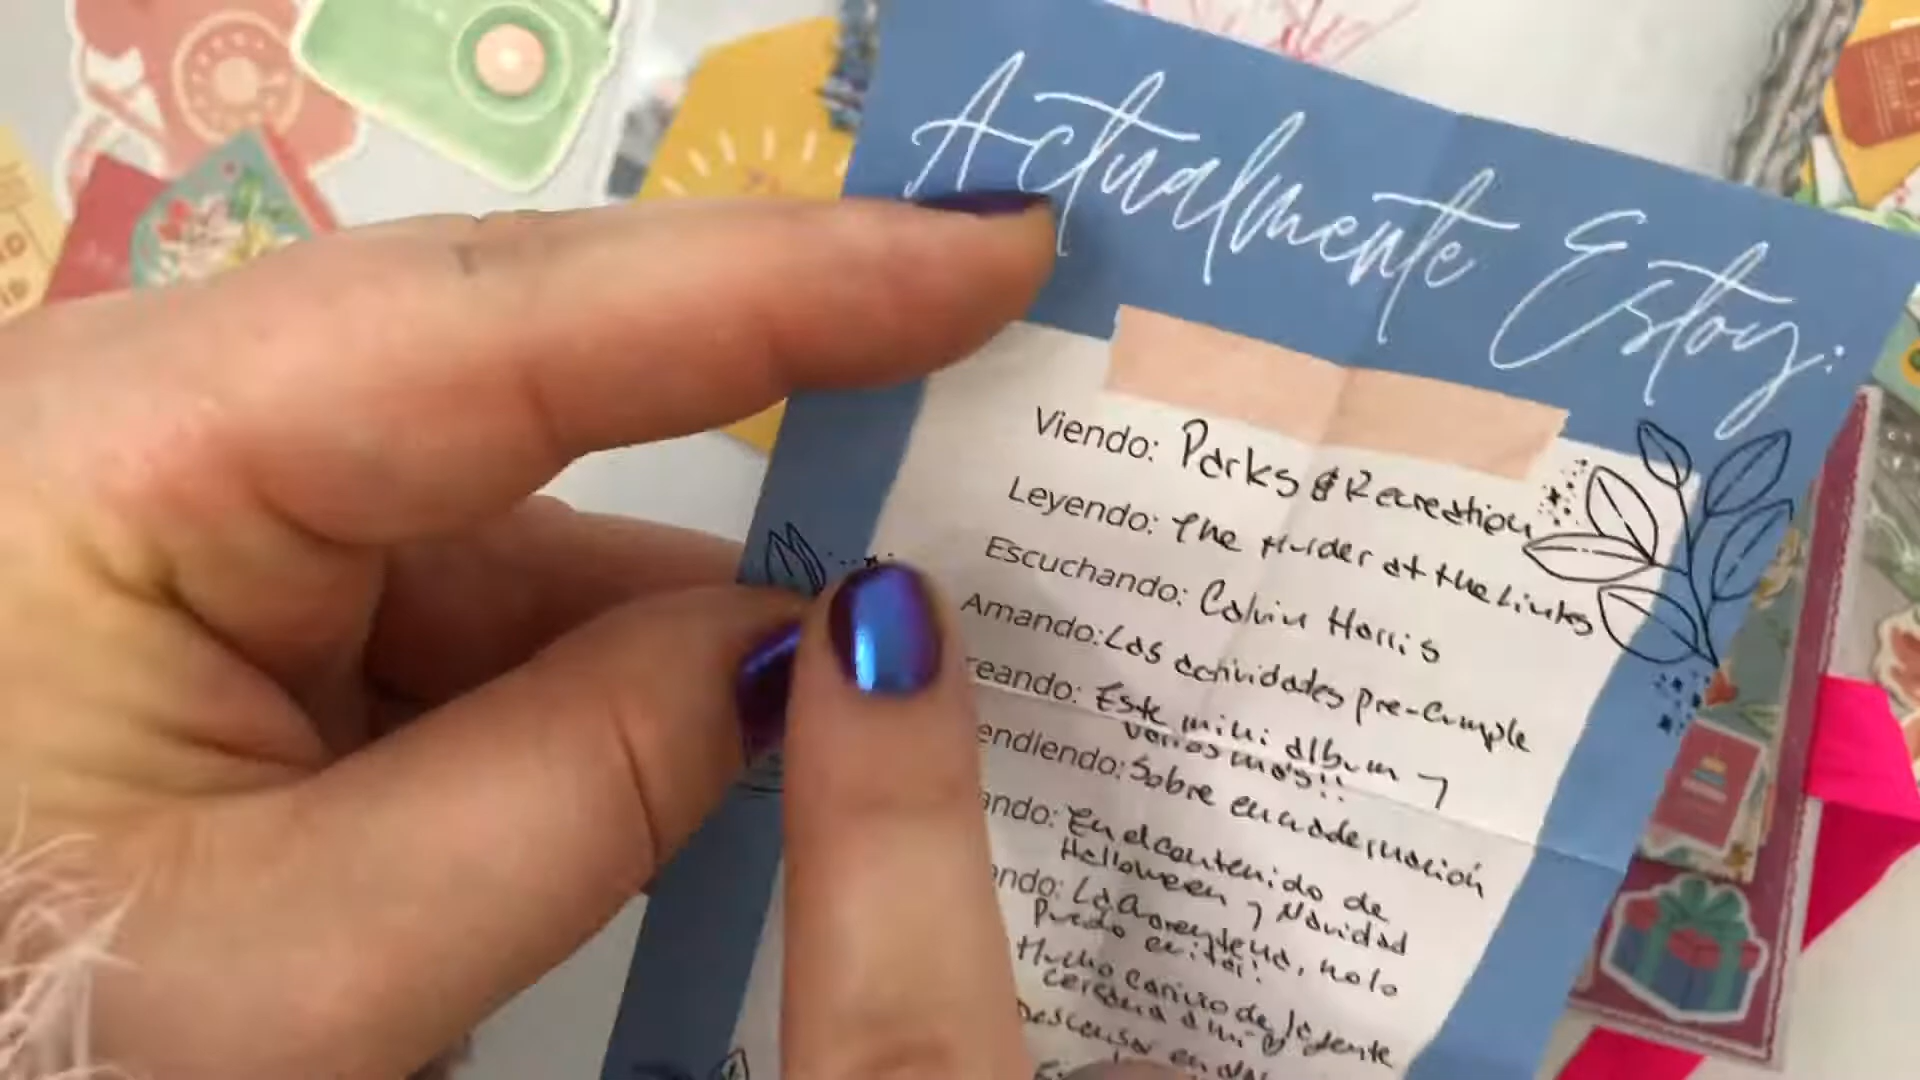 Actualmente Estoy:
Viendo: Parks & Recreation
Leyendo: The Murder at the Links
Escuchando: Calvin Harris
Amando: Las actividades pre-cumple
reando: Este mini album y
varios más!!
endiendo: Sobre encuadernación
ando: En el contenido de
Halloween y Navidad
ando: no lo
Puedo evitar!
Mucho cariño de la gente
cercana a mi
Descansar en